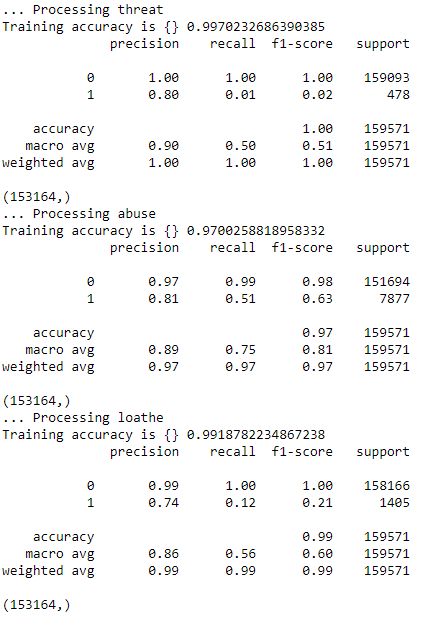 ... Processing threat
Training accuracy is {} 0.9970232686390385
precision recall f1-score support
0 1.00 1.00 1.00 159093
1 0.80 0.01 0.02 478
accuracy 1.00 159571
macro avg 0.90 0.50 0.51 159571
weighted avg 1.00 1.00 1.00 159571
(153164,)
... Processing abuse
Training accuracy is {} 0.9700258818958332
precision recall f1-score support
0 0.97 0.99 0.98 151694
1 0.81 0.51 0.63 7877
accuracy 0.97 159571
macro avg 0.89 0.75 0.81 159571
weighted avg 0.97 0.97 0.97 159571
(153164,)
... Processing loathe
Training accuracy is {} 0.9918782234867238
precision recall f1-score support
0 0.99 1.00 1.00 158166
1 0.74 0.12 0.21 1405
accuracy 0.99 159571
macro avg 0.86 0.56 0.60 159571
weighted avg 0.99 0.99 0.99 159571
(153164,)